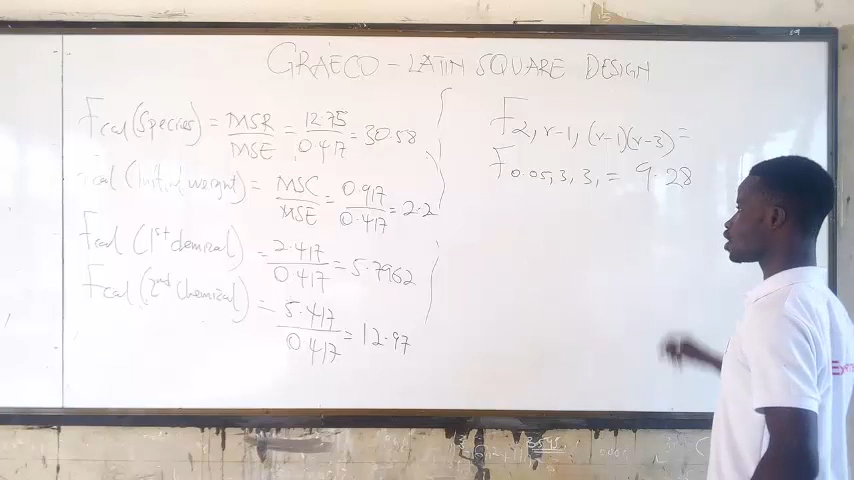 GRAECO - LATIN SQUARE DESIGN
Fcal (Species) = MSR/MSE = 12.75/0.417 = 30.58
Fcal (Initial weight) = MSC/MSE = 0.917/0.417 = 2.2
Fcal (1st chemical) = 2.417/0.417 = 5.7962
Fcal (2nd chemical) = 5.417/0.417 = 12.97
F2, r-1, (r-1)(r-3) =
F0.05, 3, 3, = 9.28